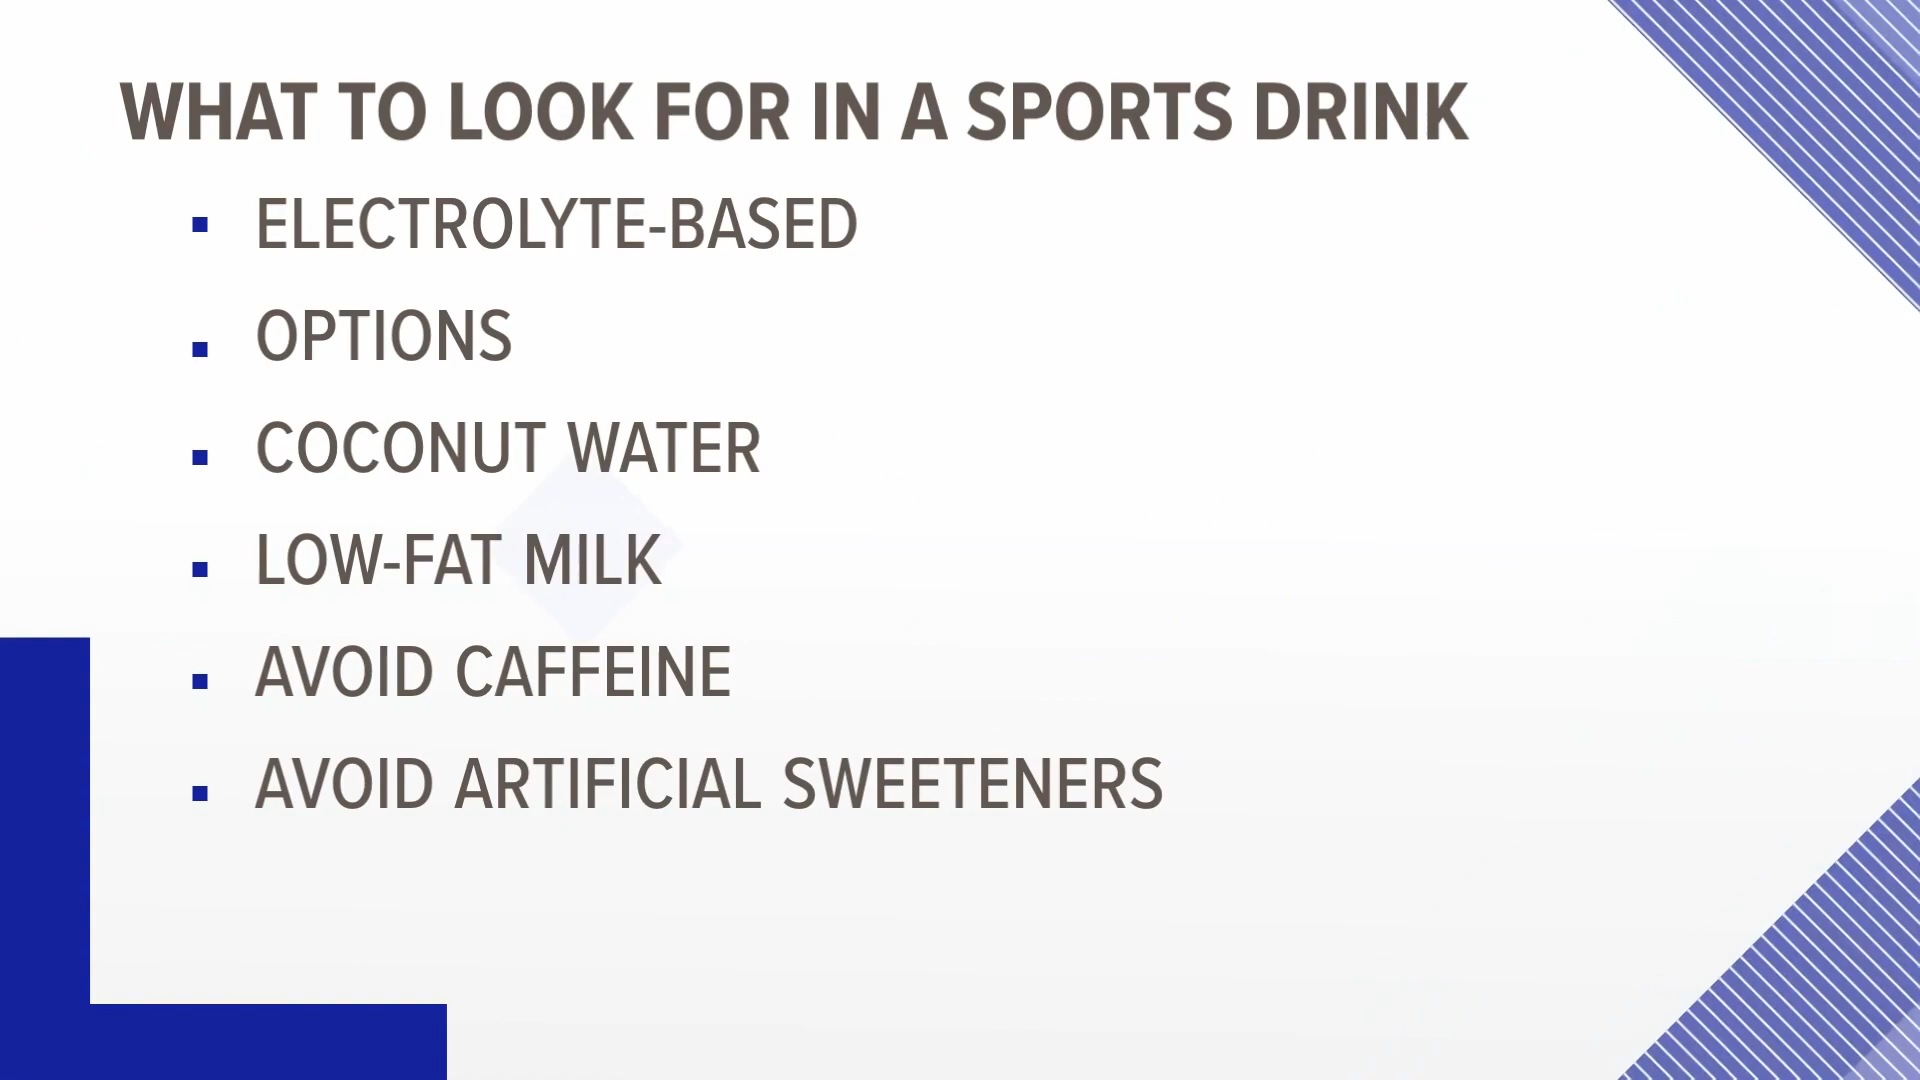 WHAT TO LOOK FOR IN A SPORTS DRINK
▪ ELECTROLYTE-BASED
▪ OPTIONS
▪ COCONUT WATER
▪ LOW-FAT MILK
▪ AVOID CAFFEINE
▪ AVOID ARTIFICIAL SWEETENERS